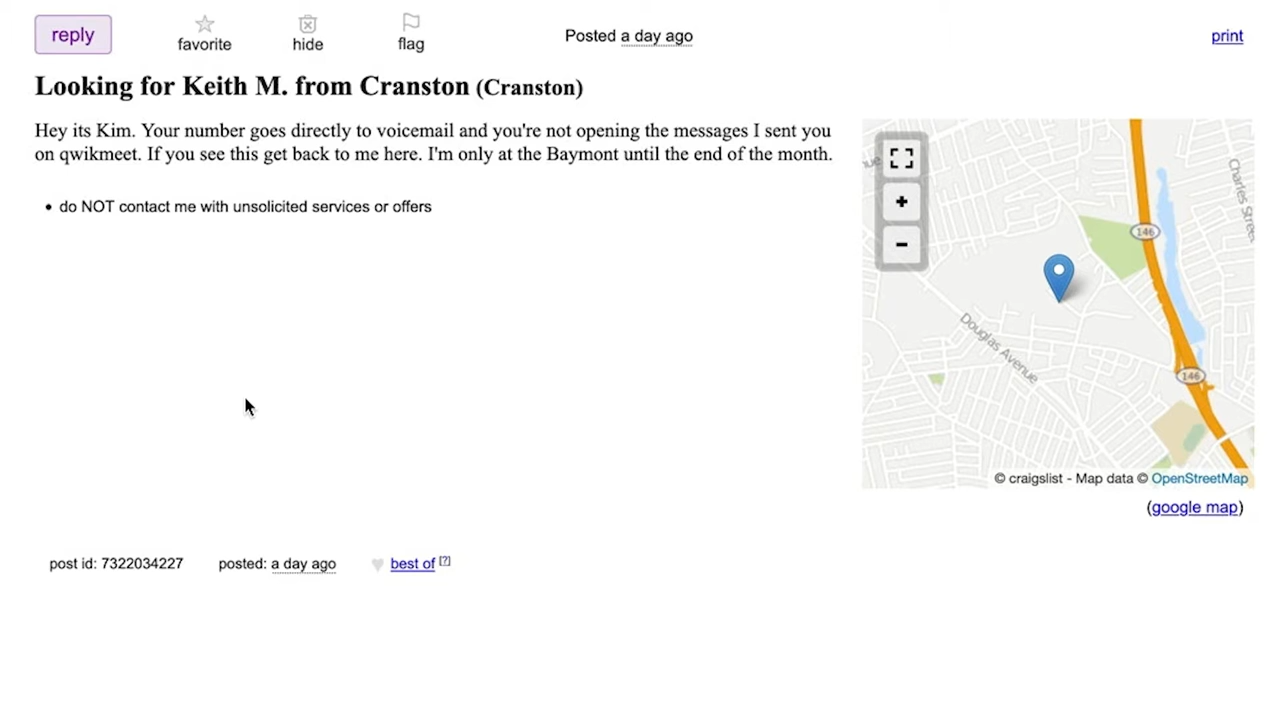 reply
favorite
hide
flag
Posted a day ago
print
Looking for Keith M. from Cranston (Cranston)
Hey its Kim. Your number goes directly to voicemail and you're not opening the messages I sent you
on qwikmeet. If you see this get back to me here. I'm only at the Baymont until the end of the month.
• do NOT contact me with unsolicited services or offers
+
−
146
Charles Street
Douglas Avenue
146
© craigslist - Map data © OpenStreetMap
(google map)
post id: 7322034227
posted: a day ago
♥ best of [?]